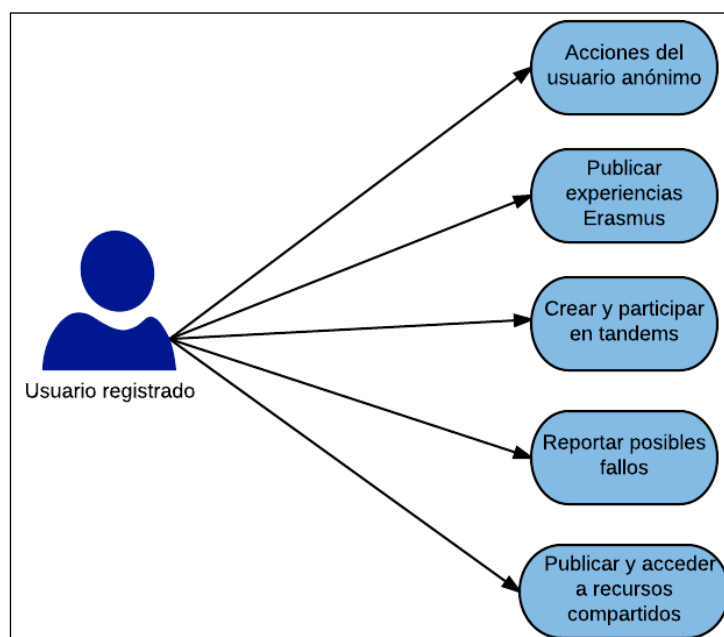 Acciones del
usuario anónimo
Publicar
experiencias
Erasmus
Crear y participar
en tandems
Usuario registrado
Reportar posibles
fallos
Publicar y acceder
a recursos
compartidos